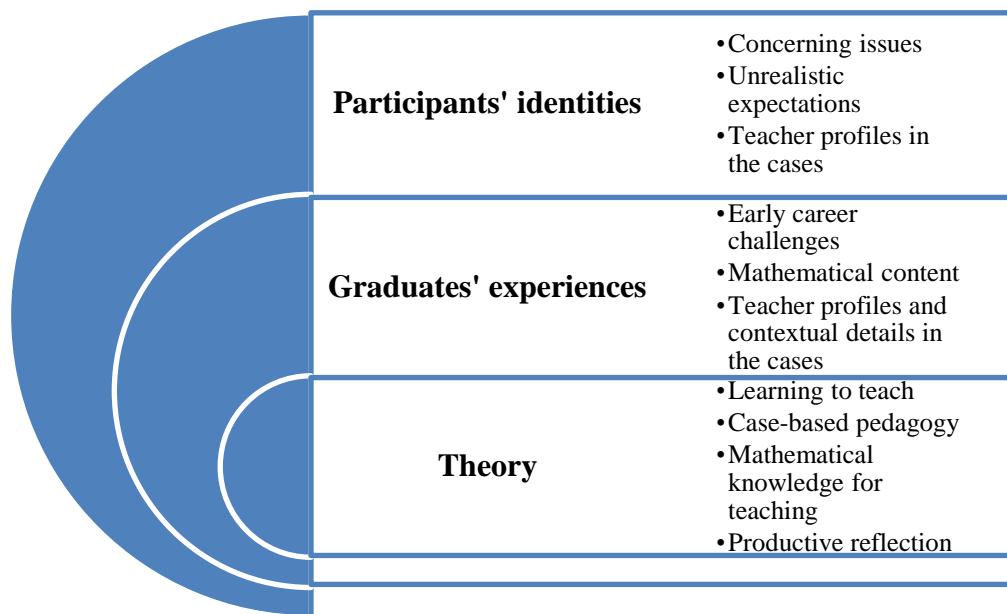 Participants' identities
•Concerning issues
•Unrealistic
expectations
•Teacher profiles in
the cases
Graduates' experiences
•Early career
challenges
•Mathematical content
•Teacher profiles and
contextual details in
the cases
Theory
•Learning to teach
•Case-based pedagogy
•Mathematical
knowledge for
teaching
•Productive reflection